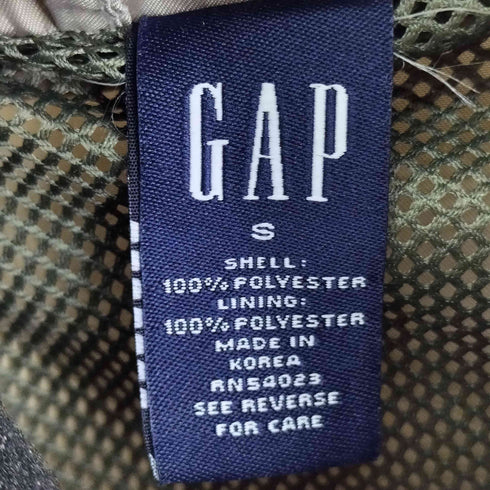 GAP
S
SHELL:
100% POLYESTER
LINING:
100% POLYESTER
MADE IN
KOREA
RN54023
SEE REVERSE
FOR CARE